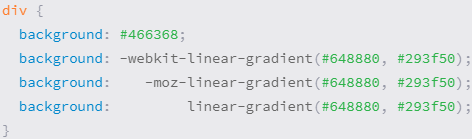 div {
  background: #466368;
  background: -webkit-linear-gradient(#648880, #293f50);
  background:    -moz-linear-gradient(#648880, #293f50);
  background:         linear-gradient(#648880, #293f50);
}